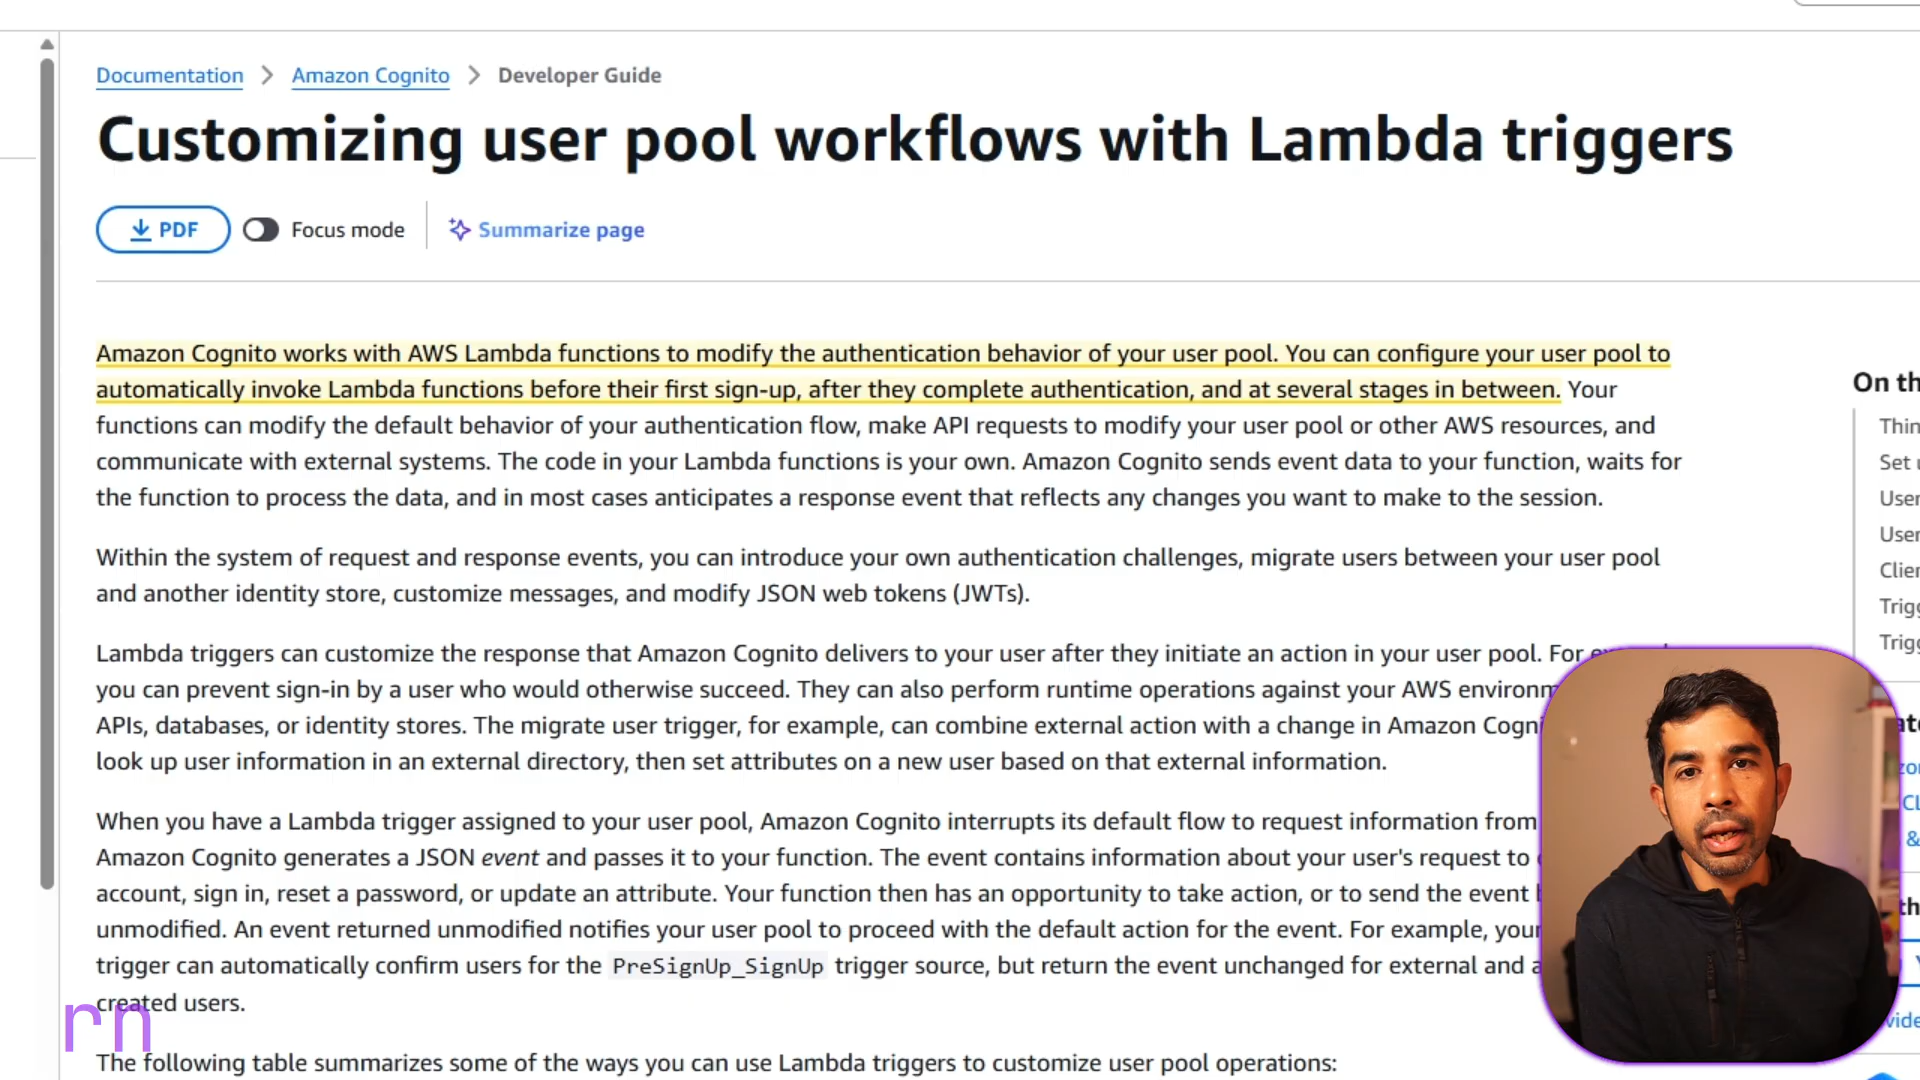 Documentation > Amazon Cognito > Developer Guide
Customizing user pool workflows with Lambda triggers
PDF Focus mode Summarize page
Amazon Cognito works with AWS Lambda functions to modify the authentication behavior of your user pool. You can configure your user pool to
automatically invoke Lambda functions before their first sign-up, after they complete authentication, and at several stages in between. Your
functions can modify the default behavior of your authentication flow, make API requests to modify your user pool or other AWS resources, and
communicate with external systems. The code in your Lambda functions is your own. Amazon Cognito sends event data to your function, waits for
the function to process the data, and in most cases anticipates a response event that reflects any changes you want to make to the session.
Within the system of request and response events, you can introduce your own authentication challenges, migrate users between your user pool
and another identity store, customize messages, and modify JSON web tokens (JWTs).
Lambda triggers can customize the response that Amazon Cognito delivers to your user after they initiate an action in your user pool. For
you can prevent sign-in by a user who would otherwise succeed. They can also perform runtime operations against your AWS
APIs, databases, or identity stores. The migrate user trigger, for example, can combine external action with a change in Amazon
look up user information in an external directory, then set attributes on a new user based on that external information.
When you have a Lambda trigger assigned to your user pool, Amazon Cognito interrupts its default flow to request information from
Amazon Cognito generates a JSON event and passes it to your function. The event contains information about your user's request to
account, sign in, reset a password, or update an attribute. Your function then has an opportunity to take action, or to send the event
unmodified. An event returned unmodified notifies your user pool to proceed with the default action for the event. For example, your
trigger can automatically confirm users for the PreSignUp_SignUp trigger source, but return the event unchanged for external and
created users.
The following table summarizes some of the ways you can use Lambda triggers to customize user pool operations:
On
Set
rn